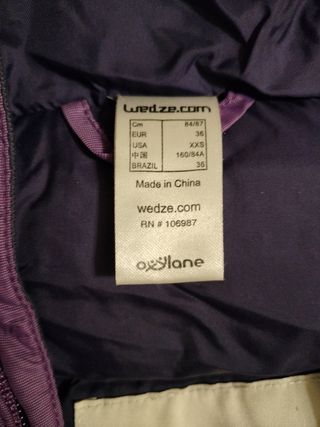 wedze.com
Cm 84/87
EUR 36
USA XXS
中国 160/84A
BRAZIL 36
Made in China
wedze.com
RN # 106987
oxylane